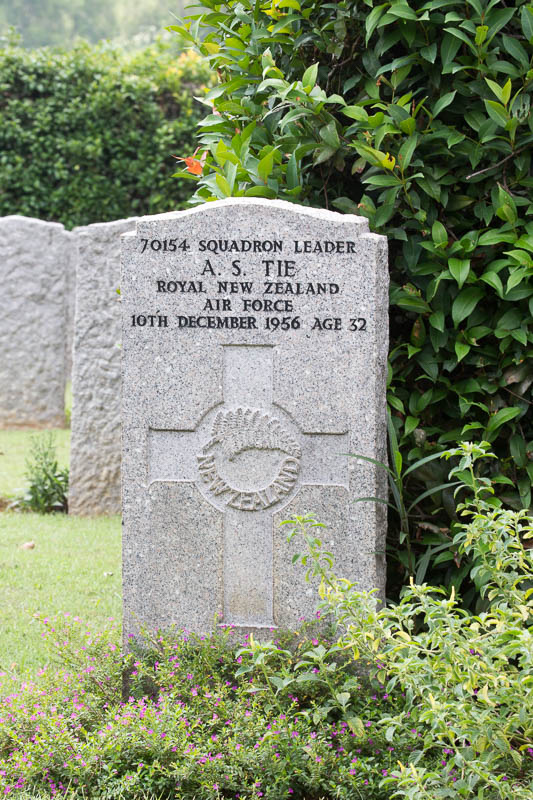 70154 SQUADRON LEADER
A. S. TIE
ROYAL NEW ZEALAND
AIR FORCE
10TH DECEMBER 1956 AGE 32
NEW ZEALAND